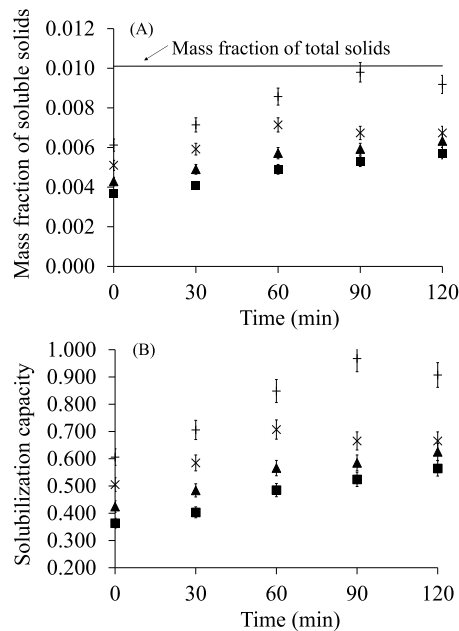 (A)
Mass fraction of total solids
Mass fraction of soluble solids
0.012
0.010
0.008
0.006
0.004
0.002
0.000
0 30 60 90 120
Time (min)
(B)
Solubilization capacity
1.000
0.900
0.800
0.700
0.600
0.500
0.400
0.300
0.200
0 30 60 90 120
Time (min)